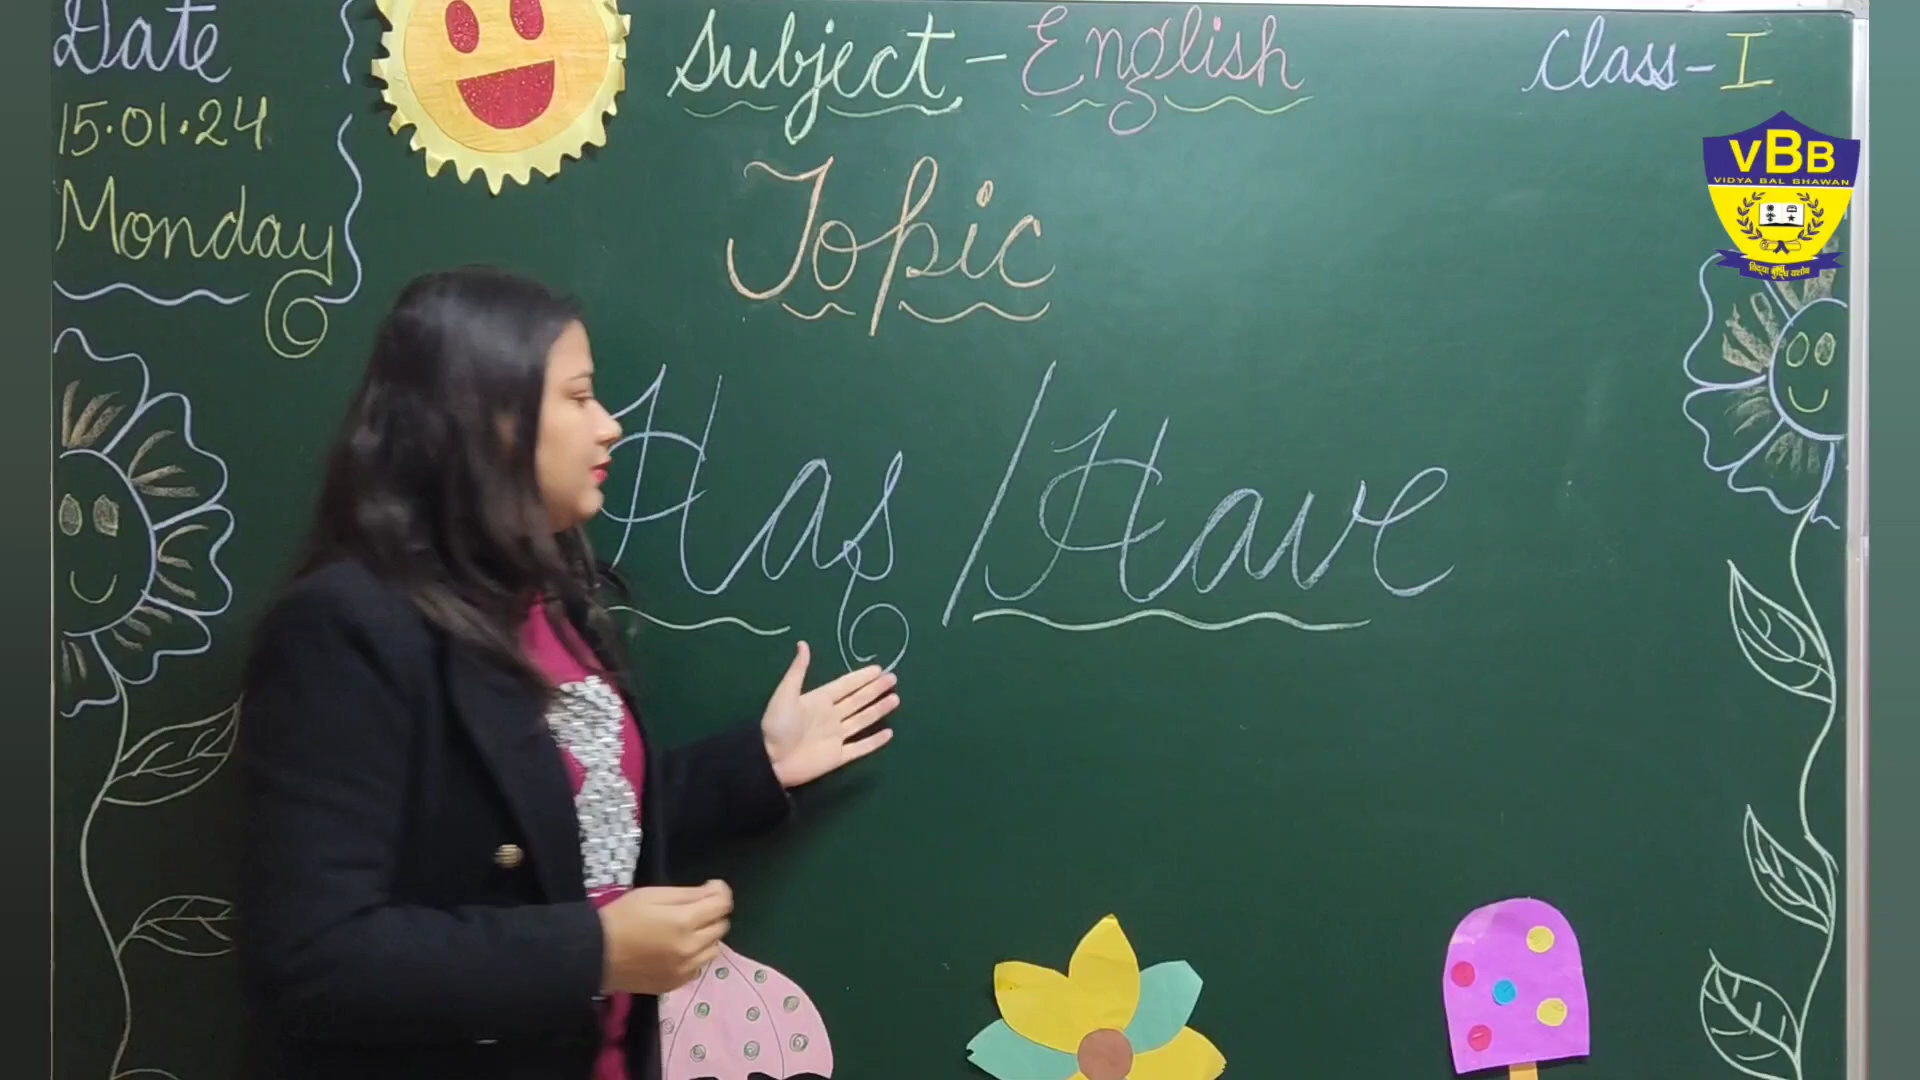 Date
15.01.24
Monday
Subject - English
Class - I
Topic
Has / Have
VBB
VIDYA BAL BHAWAN